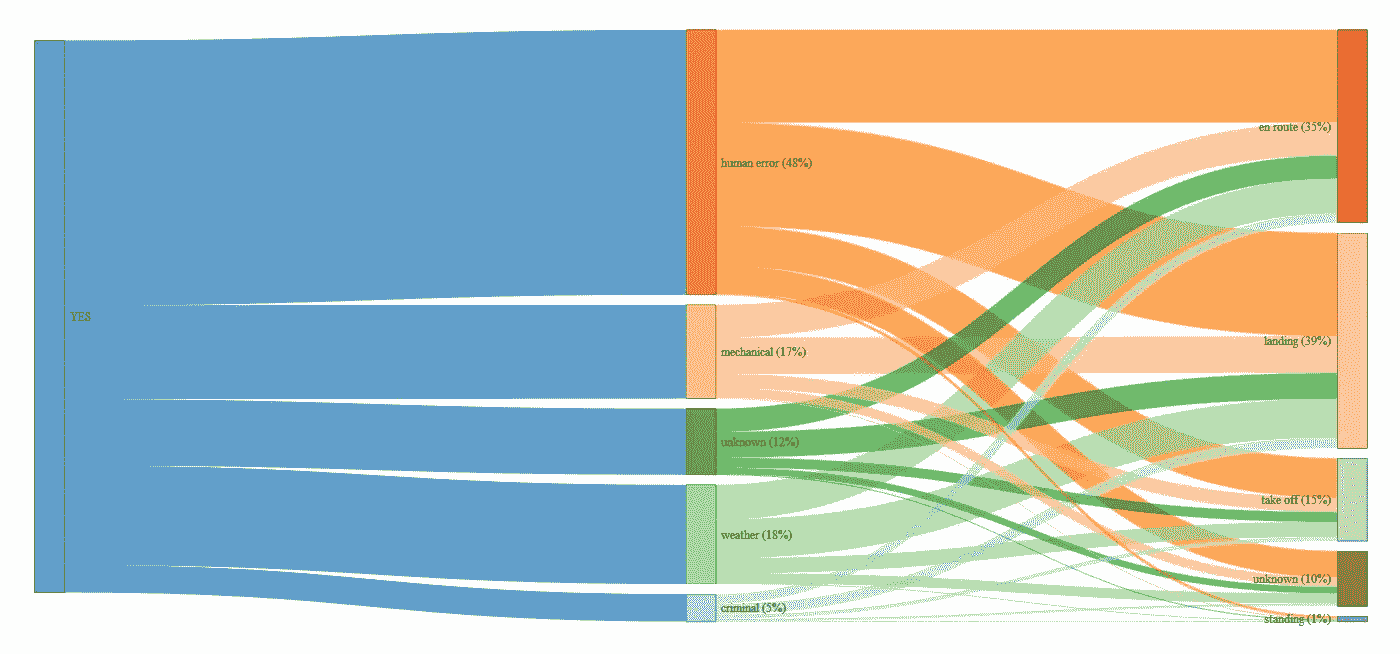 YES
human error (48%)
mechanical (17%)
unknown (12%)
weather (18%)
criminal (5%)
en route (35%)
landing (39%)
take off (15%)
unknown (10%)
standing (1%)